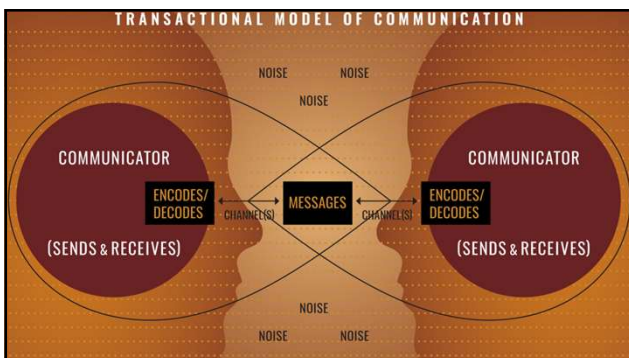 TRANSACTIONAL MODEL OF COMMUNICATION
NOISE NOISE
NOISE
COMMUNICATOR
COMMUNICATOR
ENCODES/
DECODES
CHANNEL(S)
MESSAGES
CHANNEL(S)
ENCODES/
DECODES
(SENDS & RECEIVES)
(SENDS & RECEIVES)
NOISE
NOISE NOISE